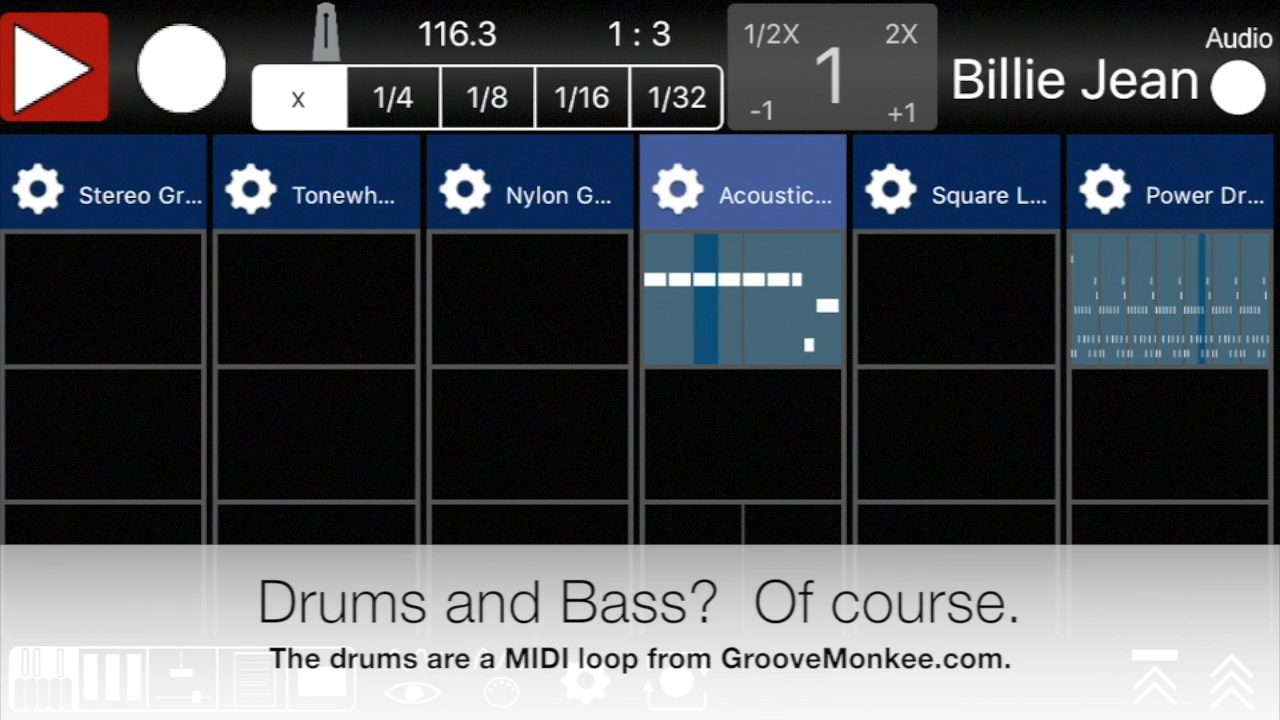 116.3
1 : 3
x
1/4
1/8
1/16
1/32
1/2X
2X
1
-1
+1
Billie Jean
Audio
Stereo Gr...
Tonewh...
Nylon G...
Acoustic...
Square L...
Power Dr...
Drums and Bass? Of course.
The drums are a MIDI loop from GrooveMonkee.com.